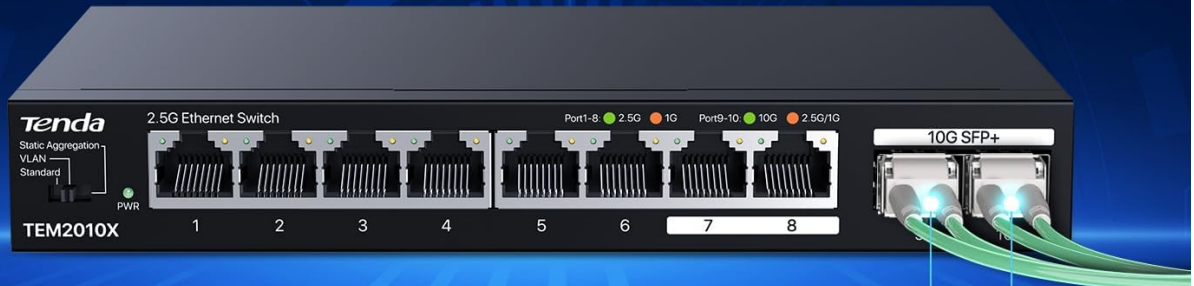 Tenda
2.5G Ethernet Switch
Port1-8: 2.5G 1G Port9-10: 10G 2.5G/1G
10G SFP+
Static Aggregation
VLAN
Standard
PWR
TEM2010X
1 2 3 4 5 6 7 8